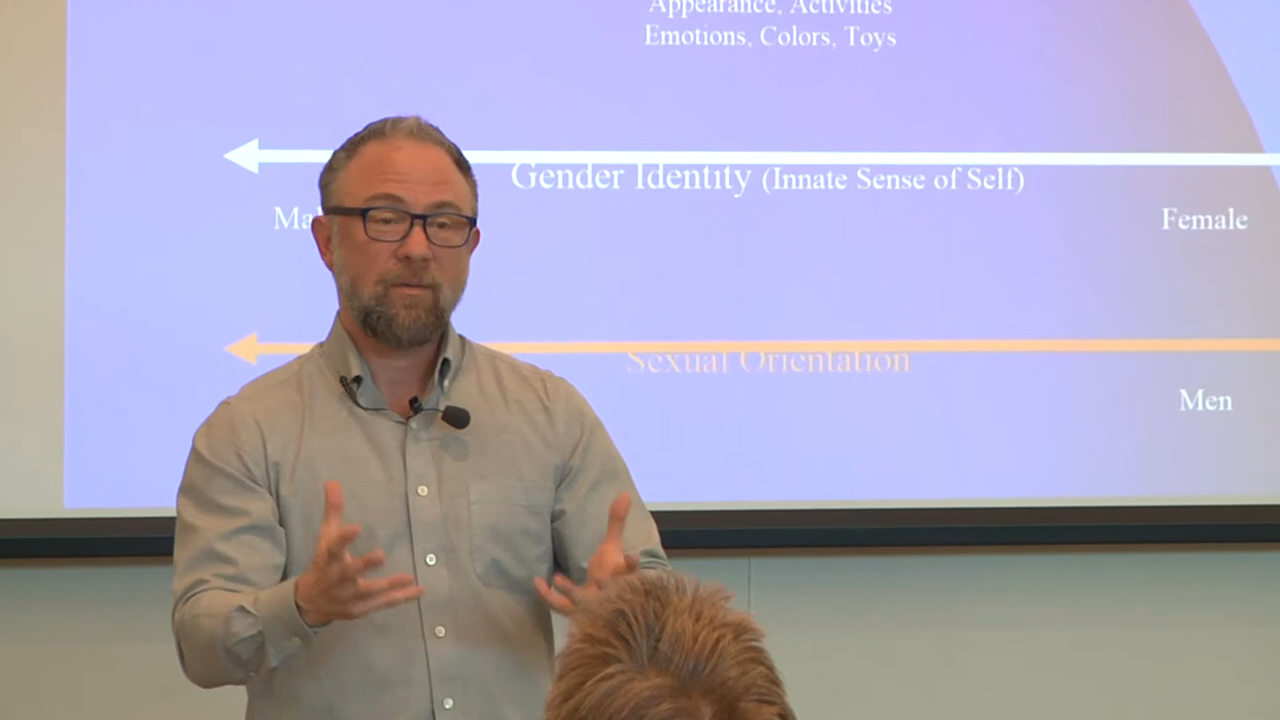 Appearance, Activities
Emotions, Colors, Toys
Gender Identity (Innate Sense of Self)
Female
Sexual Orientation
Men